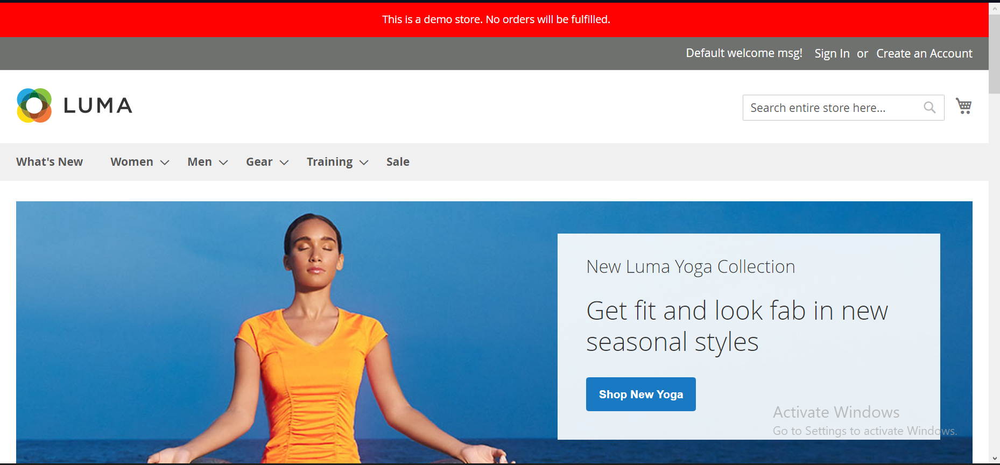 This is a demo store. No orders will be fulfilled.
Default welcome msg! Sign In or Create an Account
LUMA
Search entire store here...
What's New Women Men Gear Training Sale
New Luma Yoga Collection
Get fit and look fab in new
seasonal styles
Shop New Yoga
Activate Windows
Go to Settings to activate Windows.